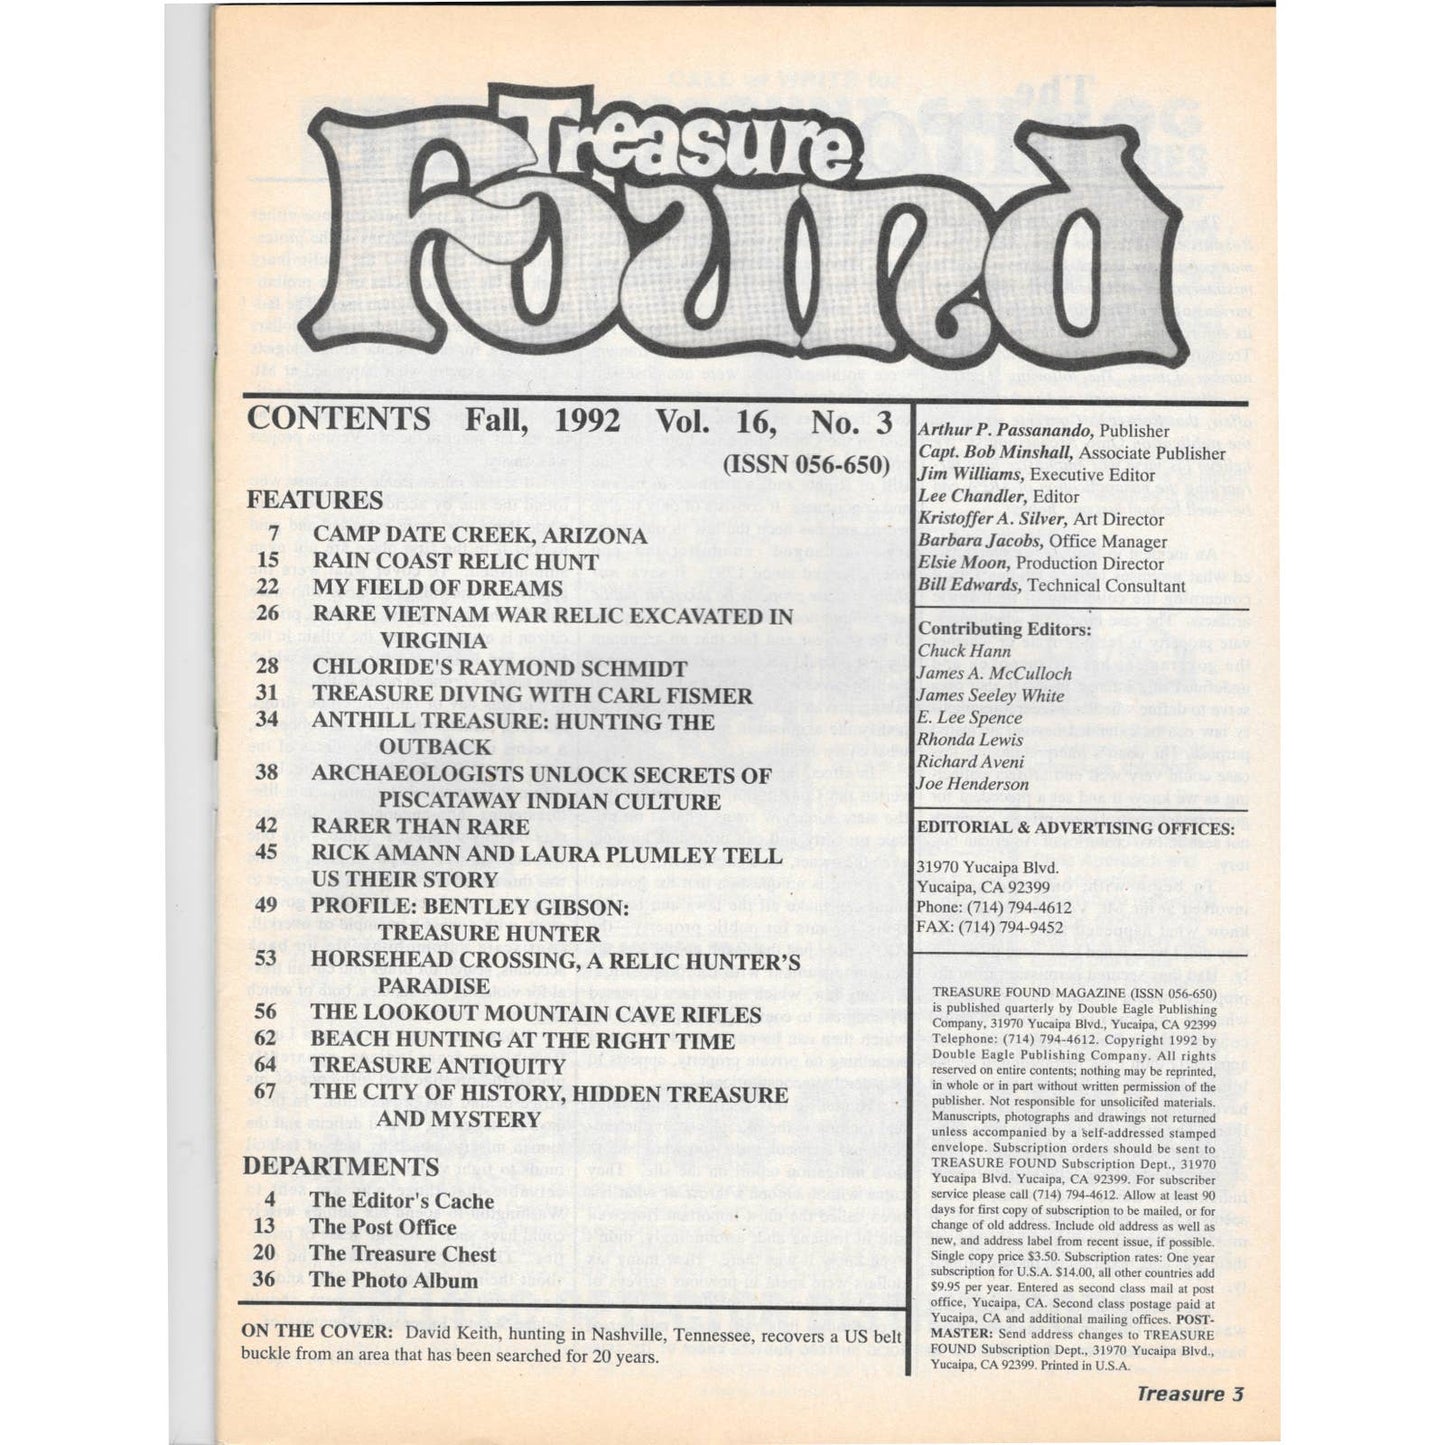 Treasure
Found
CONTENTS Fall, 1992 Vol. 16, No. 3
(ISSN 056-650)
FEATURES
7 CAMP DATE CREEK, ARIZONA
15 RAIN COAST RELIC HUNT
22 MY FIELD OF DREAMS
26 RARE VIETNAM WAR RELIC EXCAVATED IN
VIRGINIA
28 CHLORIDE'S RAYMOND SCHMIDT
31 TREASURE DIVING WITH CARL FISMER
34 ANTHILL TREASURE: HUNTING THE
OUTBACK
38 ARCHAEOLOGISTS UNLOCK SECRETS OF
PISCATAWAY INDIAN CULTURE
42 RARER THAN RARE
45 RICK AMANN AND LAURA PLUMLEY TELL
US THEIR STORY
49 PROFILE: BENTLEY GIBSON:
TREASURE HUNTER
53 HORSEHEAD CROSSING, A RELIC HUNTER’S
PARADISE
56 THE LOOKOUT MOUNTAIN CAVE RIFLES
62 BEACH HUNTING AT THE RIGHT TIME
64 TREASURE ANTIQUITY
67 THE CITY OF HISTORY, HIDDEN TREASURE
AND MYSTERY
DEPARTMENTS
4 The Editor's Cache
13 The Post Office
20 The Treasure Chest
36 The Photo Album
ON THE COVER: David Keith, hunting in Nashville, Tennessee, recovers a US belt
buckle from an area that has been searched for 20 years.
Arthur P. Passanando, Publisher
Capt. Bob Minshall, Associate Publisher
Jim Williams, Executive Editor
Lee Chandler, Editor
Kristoffer A. Silver, Art Director
Barbara Jacobs, Office Manager
Elsie Moon, Production Director
Bill Edwards, Technical Consultant
Contributing Editors:
Chuck Hann
James A. McCulloch
James Seeley White
E. Lee Spence
Rhonda Lewis
Richard Aveni
Joe Henderson
EDITORIAL & ADVERTISING OFFICES:
31970 Yucaipa Blvd.
Yucaipa, CA 92399
Phone: (714) 794-4612
FAX: (714) 794-9452
TREASURE FOUND MAGAZINE (ISSN 056-650)
is published quarterly by Double Eagle Publishing
Company, 31970 Yucaipa Blvd., Yucaipa, CA 92399
Telephone: (714) 794-4612. Copyright 1992 by
Double Eagle Publishing Company. All rights
reserved on entire contents; nothing may be reprinted,
in whole or in part without written permission of the
publisher. Not responsible for unsolicited materials.
Manuscripts, photographs and drawings not returned
unless accompanied by a self-addressed stamped
envelope. Subscription orders should be sent to
TREASURE FOUND Subscription Dept., 31970
Yucaipa Blvd. Yucaipa, CA 92399. For subscriber
service please call (714) 794-4612. Allow at least 90
days for first copy of subscription to be mailed, or for
change of old address. Include old address as well as
new, and address label from recent issue, if possible.
Single copy price $3.50. Subscription rates: One year
subscription for U.S.A. $14.00, all other countries add
$9.95 per year. Entered as second class mail at post
office, Yucaipa, CA. Second class postage paid at
Yucaipa, CA and additional mailing offices. POST-
MASTER: Send address changes to TREASURE
FOUND Subscription Dept., 31970 Yucaipa Blvd.,
Yucaipa, CA 92399. Printed in U.S.A.
Treasure 3